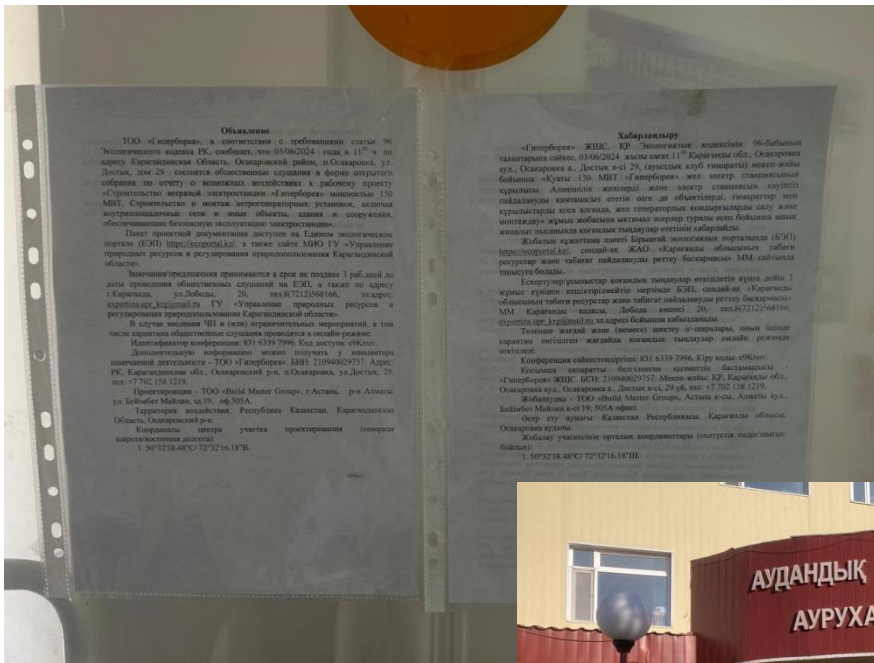 Объявление
ТОО «Гиперборея», в соответствии с требованиями статьи 96
Экологического кодекса РК, сообщает, что 03/06/2024 года в 11⁰⁰ ч. по
адресу Карагандинская Область, Осакаровский район, п.Осакаровка, ул.
Достык, дом 29 состоятся общественные слушания в форме открытого
собрания по отчету о возможных воздействиях к рабочему проекту
«Строительство ветряной электростанции «Гиперборея» мощностью 150
МВТ. Строительство и монтаж ветрогенераторных установок, включая
внутриплощадочные сети и иные объекты, здания и сооружения,
обеспечивающие безопасную эксплуатацию электростанции».
Пакет проектной документации доступен на Едином экологическом
портале (ЕЭП) https://ecoportal.kz/, а также сайте МИО ГУ «Управление
природных ресурсов и регулирования природопользования Карагандинской
области».
Замечания/предложения принимаются в срок не позднее 3 раб.дней до
даты проведения общественных слушаний на ЕЭП, а также по адресу
г.Караганда, ул.Лободы, 20, тел.8(7212)568166, эл.адрес:
expertiza.upr_krg@mail.ru ГУ «Управление природных ресурсов и
регулирования природопользования Карагандинской области».
В случае введения ЧП и (или) ограничительных мероприятий, в том
числе карантина общественные слушания проводятся в онлайн-режиме.
Идентификатор конференции: 831 6339 7996. Код доступа:
Дополнительную информацию можно получить у инициатора
намечаемой деятельности - ТОО «Гиперборея». БИН: 210940029757. Адрес:
РК, Карагандинская обл., Осакаровский р-н, п.Осакаровка, ул.Достык, 29.
тел: +7 702 158 1219.
Проектировщик - ТОО «Build Master Group», г.Астана, р-н Алматы,
ул. Бейімбет Майлин, зд.19, оф.505А.
Территория воздействия: Республика Казахстан, Карагандинская
Область, Осакаровский р-н.
Координаты центра участка проектирования (северная
широта/восточная долгота):
1. 50°32'38.48"С/ 72°32'16.18"В.
Хабарландыру
«Гиперборея» ЖШС, ҚР Экологиялық кодексінің 96-бабының
талаптарына сәйкес, 03/06/2024 жылы сағат 11⁰⁰ Қарағанды обл., Осакаровка
ауд., Осакаровка а., Достык к-сі 29, (ауылдық клуб ғимараты) мекен-жайы
бойынша «Қуаты 150 МВТ «Гиперборея» жел электр станциясының
құрылысы. Алаңішілік желілерді және электр станциясын қауіпсіз
пайдалануды қамтамасыз ететін өзге де объектілерді, ғимараттар мен
құрылыстарды қоса алғанда, жел генераторлық қондырғыларды салу және
монтаждау» жұмыс жобасына ықтимал әсерлер туралы есеп бойынша ашық
жиналыс нысанында қоғамдық тыңдаулар өтетінін хабарлайды.
Жобалық құжаттама пакеті Бірыңғай экологиялық порталында (БЭП)
https://ecoportal.kz/, сондай-ақ ЖАО «Қарағанды облысының табиғи
ресурстар және табиғат пайдалануды реттеу басқармасы» ММ сайтында
танысуға болады.
Ескертулер/ұсыныстар қоғамдық тыңдаулар өткізілетін күнге дейін 3
жұмыс күнінен кешіктірілмейтін мерзімде БЭП, сондай-ақ «Қарағанды
облысының табиғи ресурстар және табиғат пайдалануды реттеу басқармасы»
ММ Қарағанды қаласы, Лобода көшесі 20, тел.8(7212)568166,
expertiza.upr_krg@mail.ru эл.адресі бойынша қабылданады.
Төтенше жағдай және (немесе) шектеу іс-шаралары, оның ішінде
карантин енгізілген жағдайда қоғамдық тыңдаулар онлайн режимде
өткізіледі.
Конференция сәйкестендіргіші: 831 6339 7996. Кіру коды:
Қосымша ақпаратты белгіленген қызметтің бастамашысы -
«Гиперборея» ЖШС. БСН: 210940029757. Мекен-жайы: ҚР, Қарағанды обл.,
Осакаровка ауд., Осакаровка а., Достық к-сі, 29 үй, тел: +7 702 158 1219.
Жобалаушы - ТОО «Build Master Group», Астана қ-сы, Алматы ауд.,
Бейімбет Майлин к-сі 19, 505А офисі.
Әсер ету аумағы: Қазақстан Республикасы, Қарағанды облысы,
Осакаровка ауданы.
Жобалау учаскесінің орталық координаттары (солтүстік ендік/шығыс
бойлық):
1. 50°32'38.48"С/ 72°32'16.18"Ш.
АУДАНДЫҚ
АУРУХА